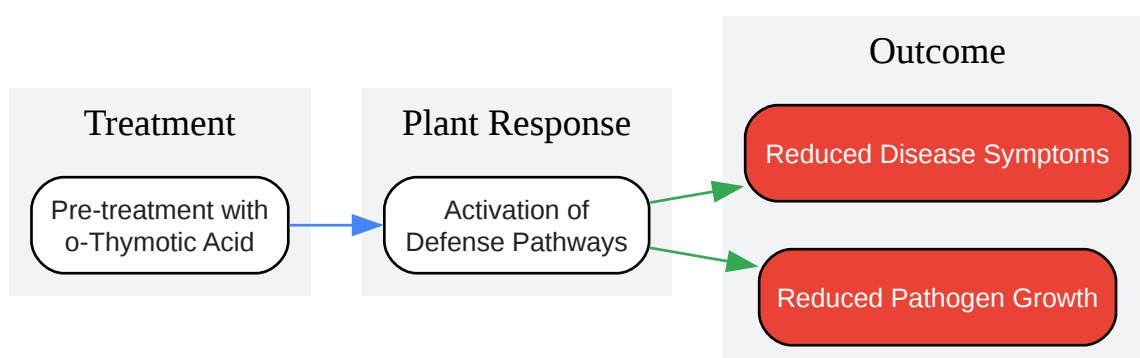 Treatment
Pre-treatment with
o-Thymotic Acid
Plant Response
Activation of
Defense Pathways
Outcome
Reduced Disease Symptoms
Reduced Pathogen Growth